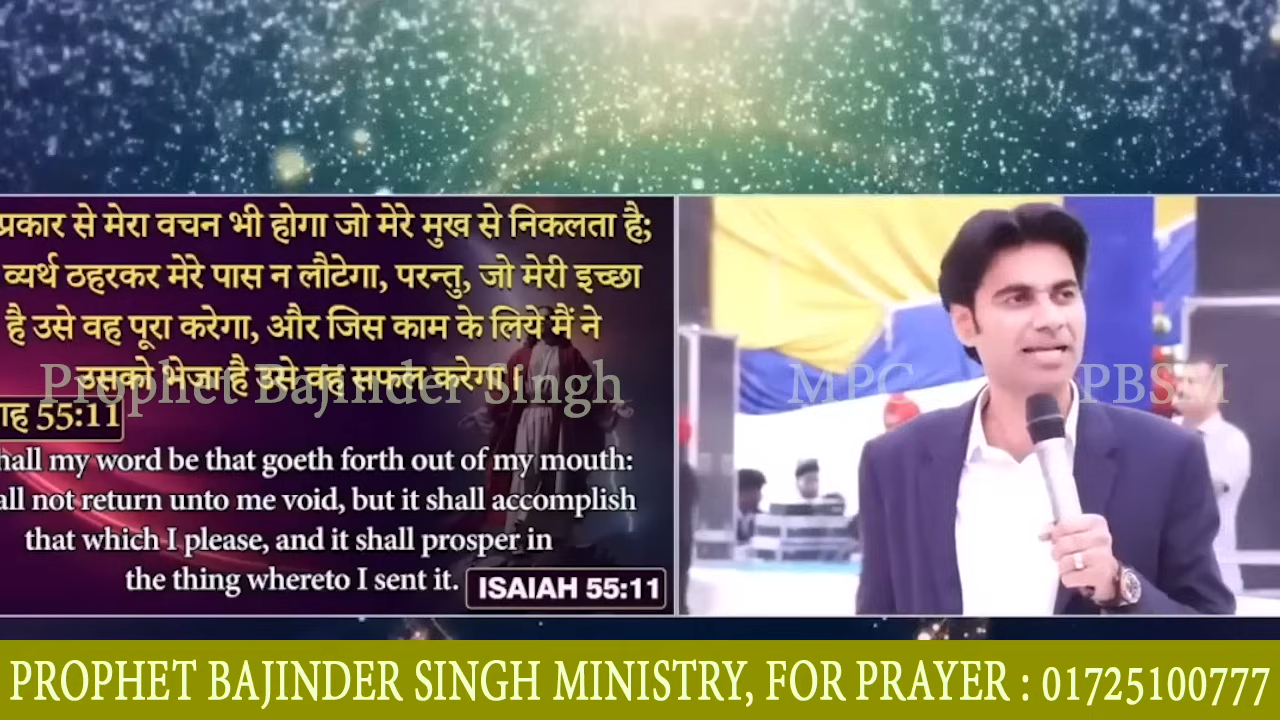 प्रकार से मेरा वचन भी होगा जो मेरे मुख से निकलता है;
व्यर्थ ठहरकर मेरे पास न लौटेगा, परन्तु, जो मेरी इच्छा
है उसे वह पूरा करेगा, और जिस काम के लिये मैं ने
उसको भेजा है उसे वह सफल करेगा।
Prophet Bajinder Singh
MPC PBSM
55:11
my word be that goeth forth out of my mouth:
not return unto me void, but it shall accomplish
that which I please, and it shall prosper in
the thing whereto I sent it.
ISAIAH 55:11
PROPHET BAJINDER SINGH MINISTRY, FOR PRAYER : 01725100777